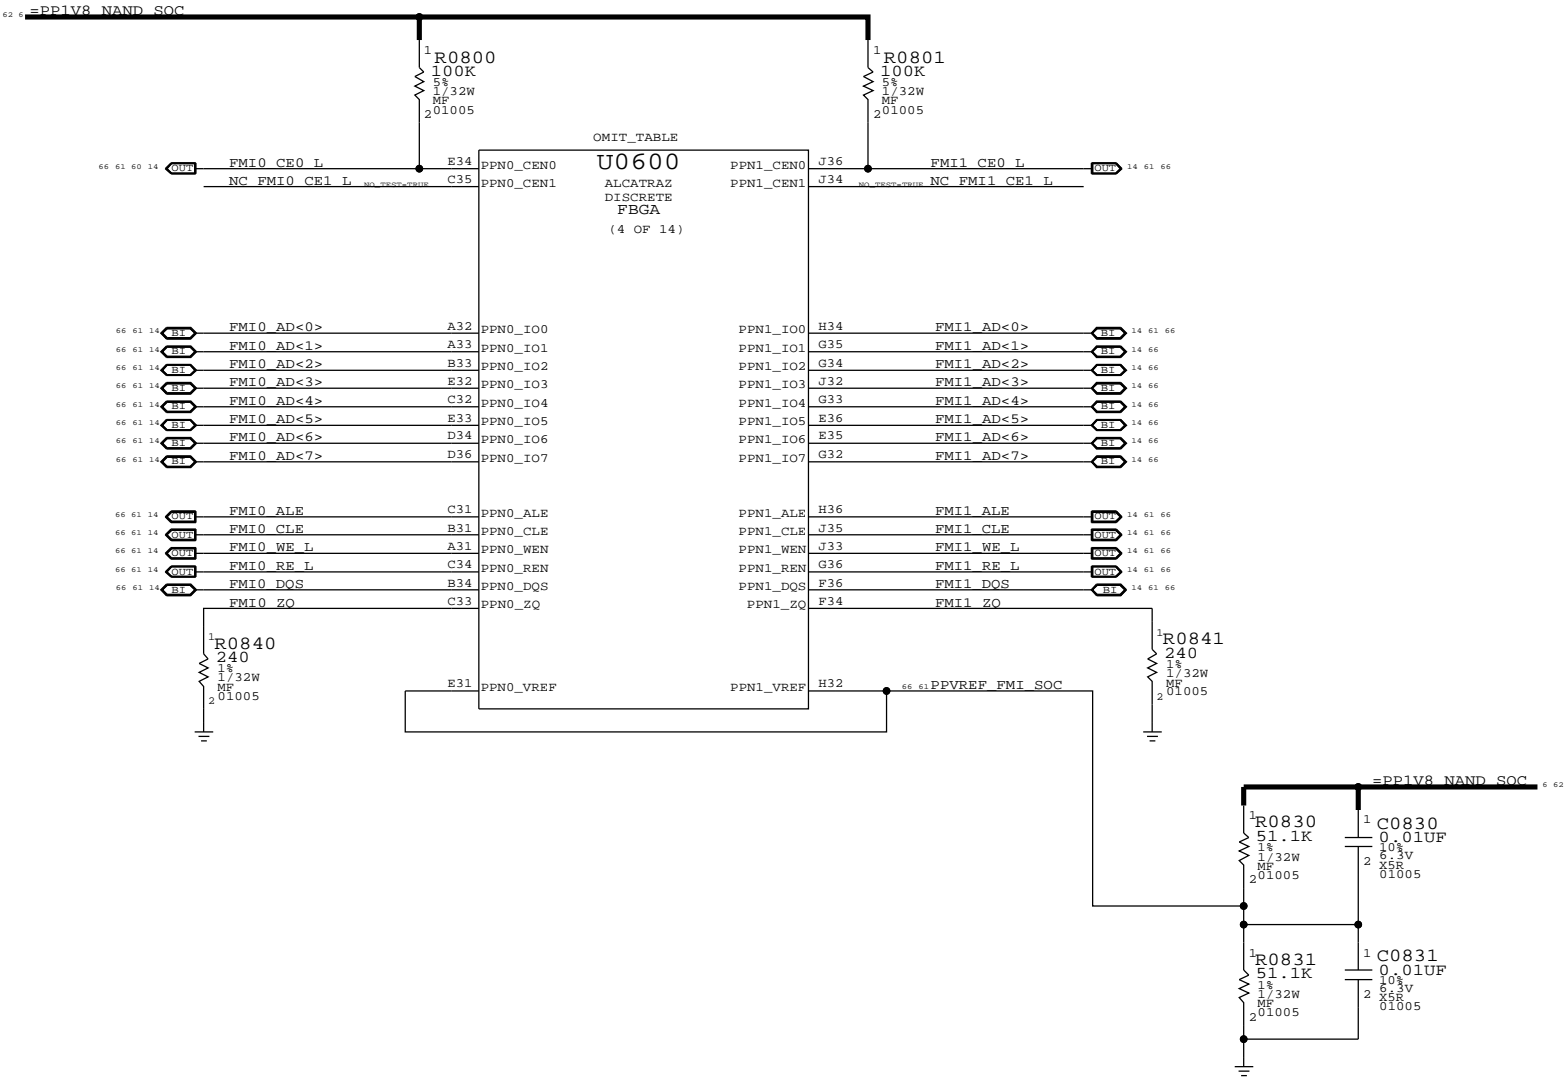 62 6 =PP1V8_NAND_SOC
1 R0800
100K
5%
1/32W
MF
2 01005
1 R0801
100K
5%
1/32W
MF
2 01005
OMIT_TABLE
U0600
ALCATRAZ
DISCRETE
FBGA
(4 OF 14)
66 61 60 14 OUT FMI0_CE0_L E34 PPN0_CEN0 PPN1_CEN0 J36 FMI1_CE0_L OUT 14 61 66
NC_FMI0_CE1_L NO_TEST=TRUE C35 PPN0_CEN1 PPN1_CEN1 J34 NO_TEST=TRUE NC_FMI1_CE1_L
66 61 14 BI FMI0_AD<0> A32 PPN0_IO0 PPN1_IO0 H34 FMI1_AD<0> BI 14 61 66
66 61 14 BI FMI0_AD<1> A33 PPN0_IO1 PPN1_IO1 G35 FMI1_AD<1> BI 14 66
66 61 14 BI FMI0_AD<2> B33 PPN0_IO2 PPN1_IO2 G34 FMI1_AD<2> BI 14 66
66 61 14 BI FMI0_AD<3> E32 PPN0_IO3 PPN1_IO3 J32 FMI1_AD<3> BI 14 66
66 61 14 BI FMI0_AD<4> C32 PPN0_IO4 PPN1_IO4 G33 FMI1_AD<4> BI 14 66
66 61 14 BI FMI0_AD<5> E33 PPN0_IO5 PPN1_IO5 E36 FMI1_AD<5> BI 14 66
66 61 14 BI FMI0_AD<6> D34 PPN0_IO6 PPN1_IO6 E35 FMI1_AD<6> BI 14 66
66 61 14 BI FMI0_AD<7> D36 PPN0_IO7 PPN1_IO7 G32 FMI1_AD<7> BI 14 66
66 61 14 OUT FMI0_ALE C31 PPN0_ALE PPN1_ALE H36 FMI1_ALE OUT 14 61 66
66 61 14 OUT FMI0_CLE B31 PPN0_CLE PPN1_CLE J35 FMI1_CLE OUT 14 61 66
66 61 14 OUT FMI0_WE_L A31 PPN0_WEN PPN1_WEN J33 FMI1_WE_L OUT 14 61 66
66 61 14 OUT FMI0_RE_L C34 PPN0_REN PPN1_REN G36 FMI1_RE_L OUT 14 61 66
66 61 14 BI FMI0_DQS B34 PPN0_DQS PPN1_DQS F36 FMI1_DQS BI 14 61 66
FMI0_ZQ C33 PPN0_ZQ PPN1_ZQ F34 FMI1_ZQ
1 R0840
240
1%
1/32W
MF
2 01005
1 R0841
240
1%
1/32W
MF
2 01005
E31 PPN0_VREF PPN1_VREF H32 66 61 PPVREF_FMI_SOC
=PP1V8_NAND_SOC 6 62
1 R0830
51.1K
1%
1/32W
MF
2 01005
1 C0830
0.01UF
10%
6.3V
2 X5R
01005
1 R0831
51.1K
1%
1/32W
MF
2 01005
1 C0831
0.01UF
10%
6.3V
2 X5R
01005